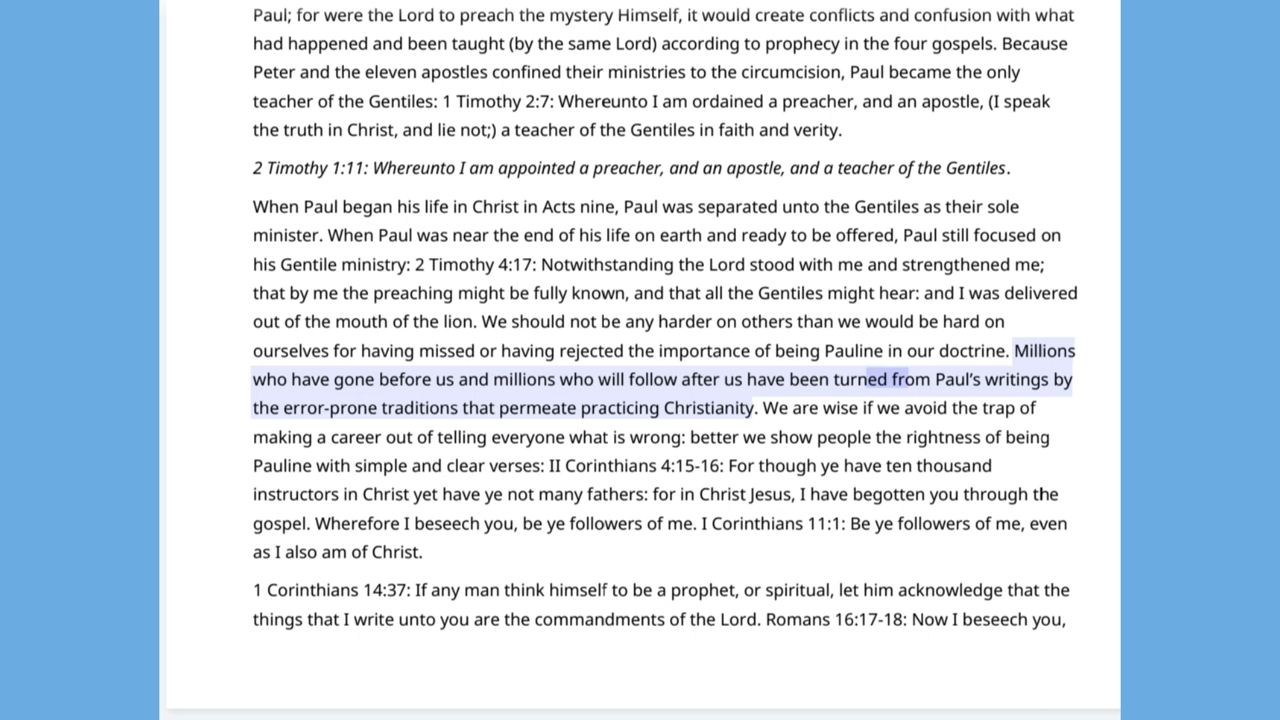 Paul; for were the Lord to preach the mystery Himself, it would create conflicts and confusion with what
had happened and been taught (by the same Lord) according to prophecy in the four gospels. Because
Peter and the eleven apostles confined their ministries to the circumcision, Paul became the only
teacher of the Gentiles: 1 Timothy 2:7: Whereunto I am ordained a preacher, and an apostle, (I speak
the truth in Christ, and lie not;) a teacher of the Gentiles in faith and verity.
2 Timothy 1:11: Whereunto I am appointed a preacher, and an apostle, and a teacher of the Gentiles.
When Paul began his life in Christ in Acts nine, Paul was separated unto the Gentiles as their sole
minister. When Paul was near the end of his life on earth and ready to be offered, Paul still focused on
his Gentile ministry: 2 Timothy 4:17: Notwithstanding the Lord stood with me and strengthened me;
that by me the preaching might be fully known, and that all the Gentiles might hear: and I was delivered
out of the mouth of the lion. We should not be any harder on others than we would be hard on
ourselves for having missed or having rejected the importance of being Pauline in our doctrine. Millions
who have gone before us and millions who will follow after us have been turned from Paul's writings by
the error-prone traditions that permeate practicing Christianity. We are wise if we avoid the trap of
making a career out of telling everyone what is wrong: better we show people the rightness of being
Pauline with simple and clear verses: II Corinthians 4:15-16: For though ye have ten thousand
instructors in Christ yet have ye not many fathers: for in Christ Jesus, I have begotten you through the
gospel. Wherefore I beseech you, be ye followers of me. I Corinthians 11:1: Be ye followers of me, even
as I also am of Christ.
1 Corinthians 14:37: If any man think himself to be a prophet, or spiritual, let him acknowledge that the
things that I write unto you are the commandments of the Lord. Romans 16:17-18: Now I beseech you,